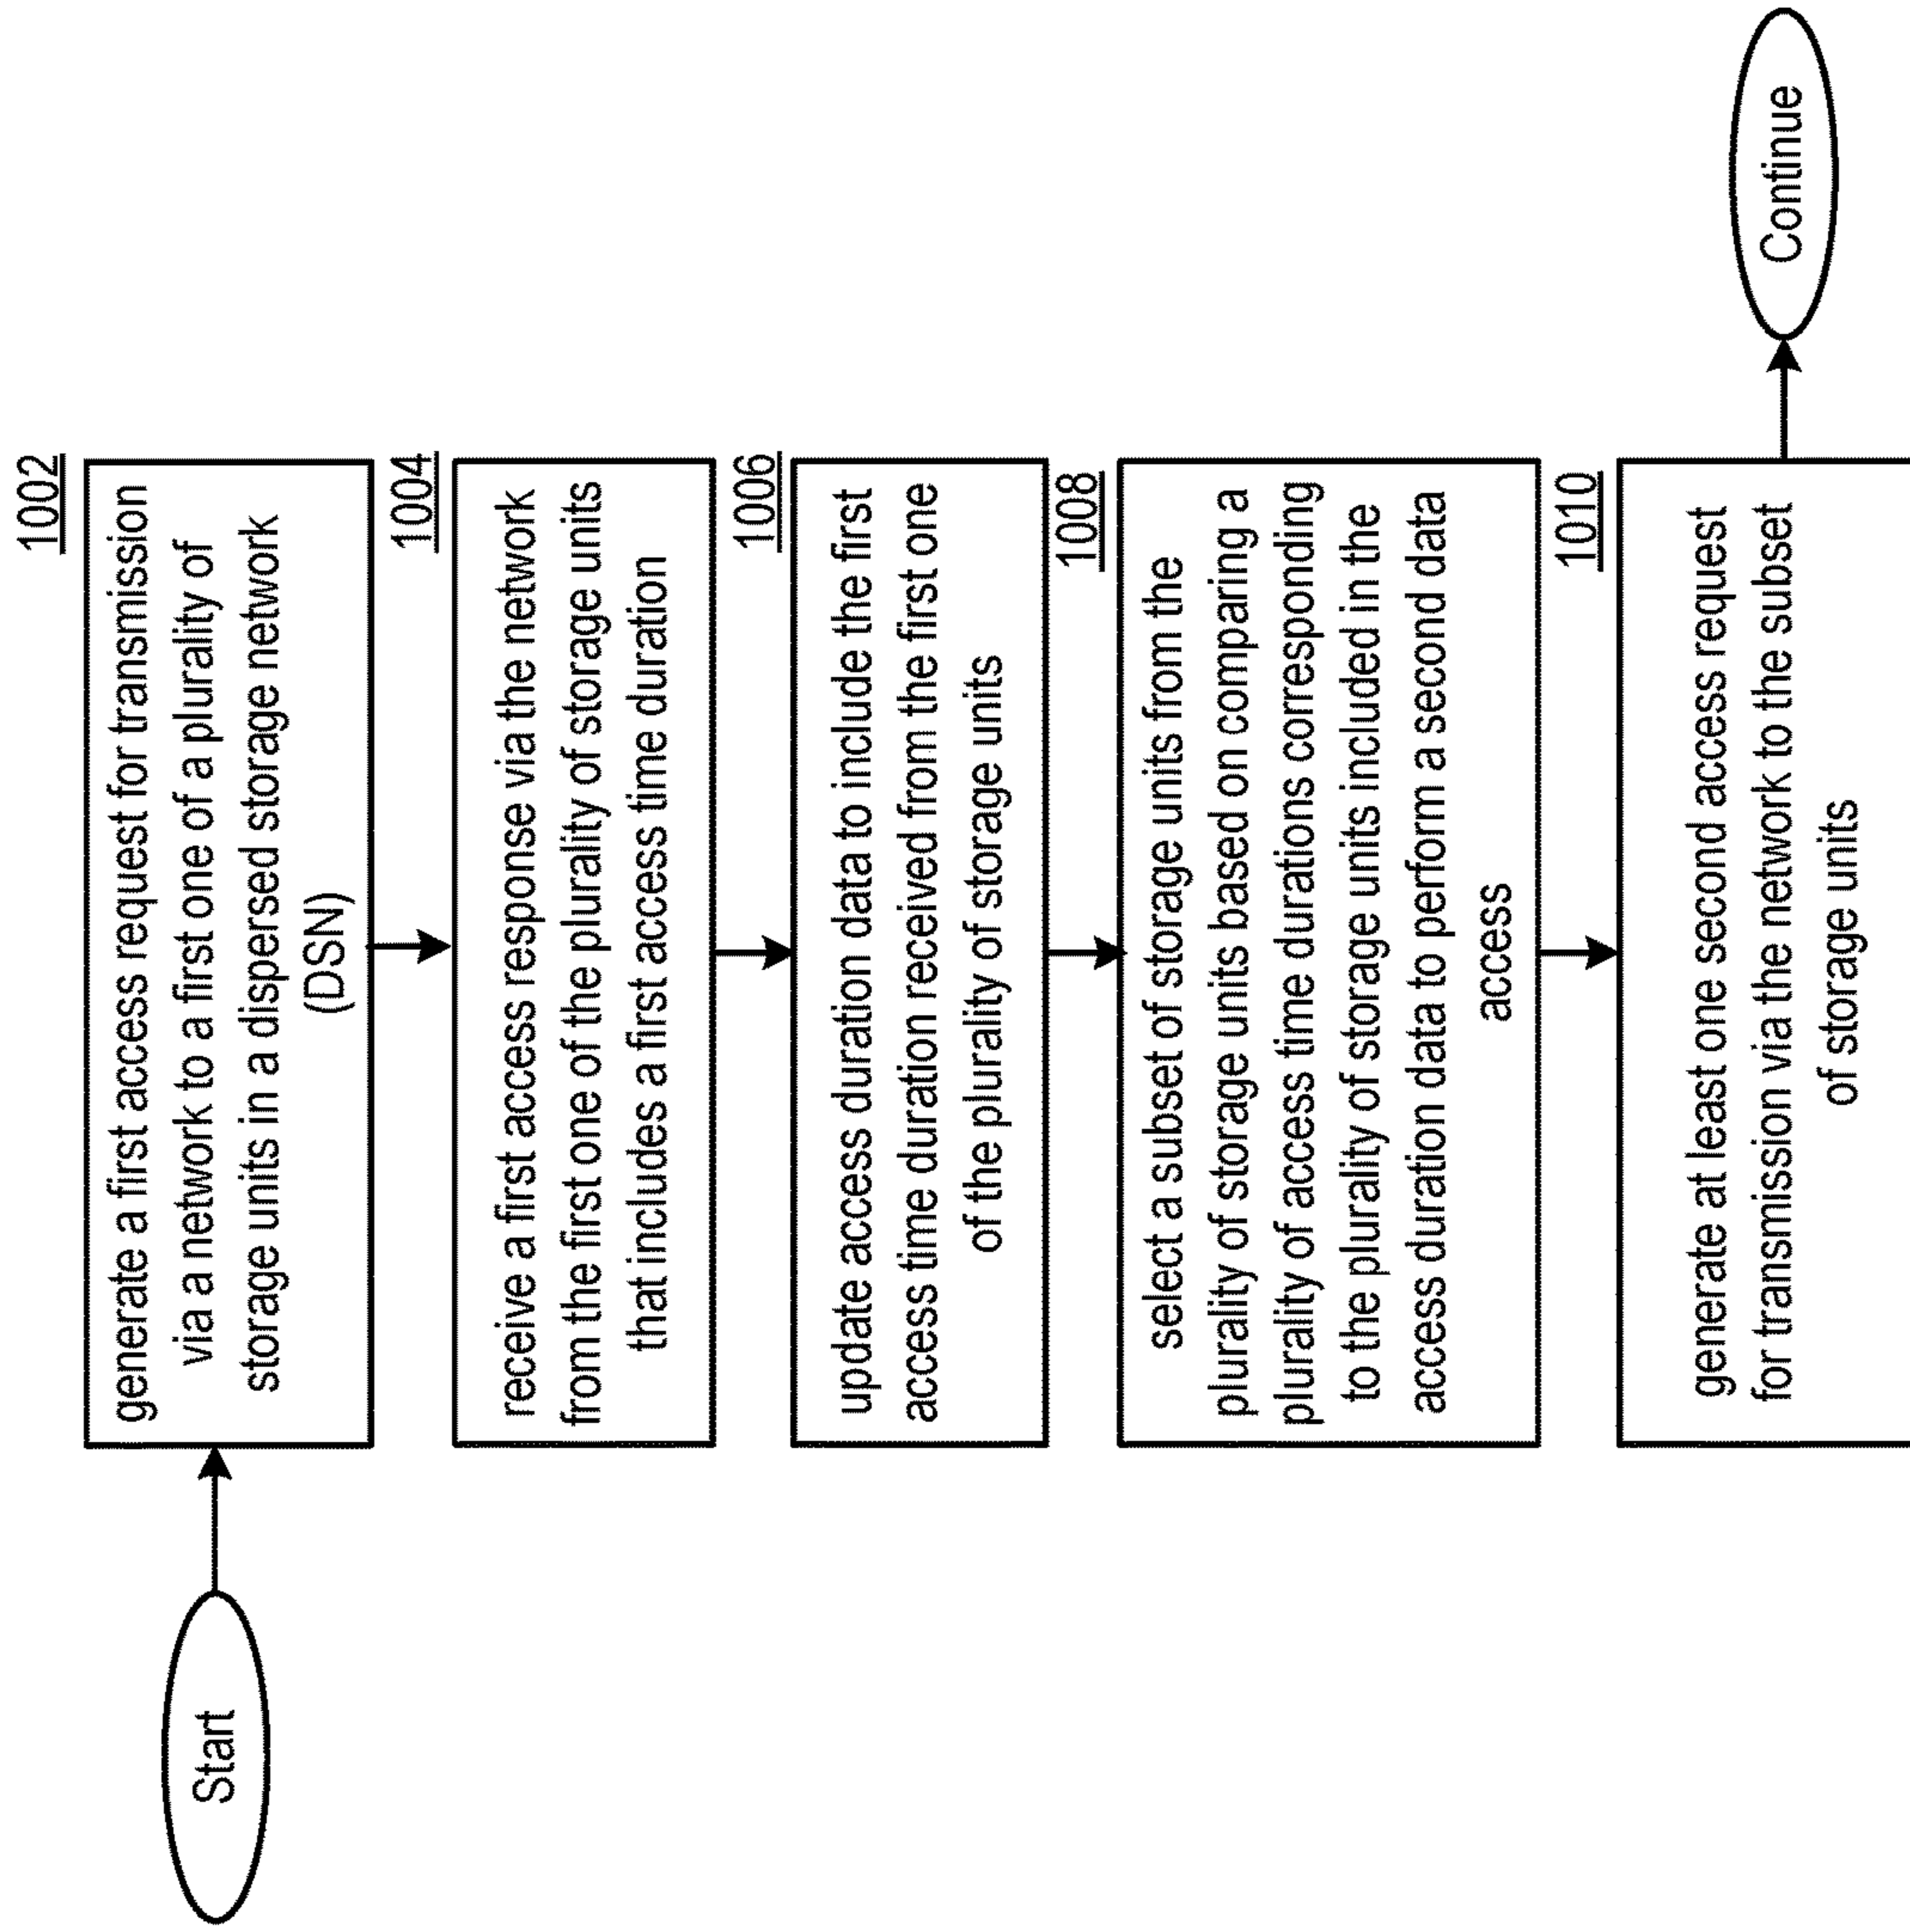 Start
1002
generate a first access request for transmission
via a network to a first one of a plurality of
storage units in a dispersed storage network
(DSN)
1004
receive a first access response via the network
from the first one of the plurality of storage units
that includes a first access time duration
1006
update access duration data to include the first
access time duration received from the first one
of the plurality of storage units
1008
select a subset of storage units from the
plurality of storage units based on comparing a
plurality of access time durations corresponding
to the plurality of storage units included in the
access duration data to perform a second data
access
1010
generate at least one second access request
for transmission via the network to the subset
of storage units
Continue